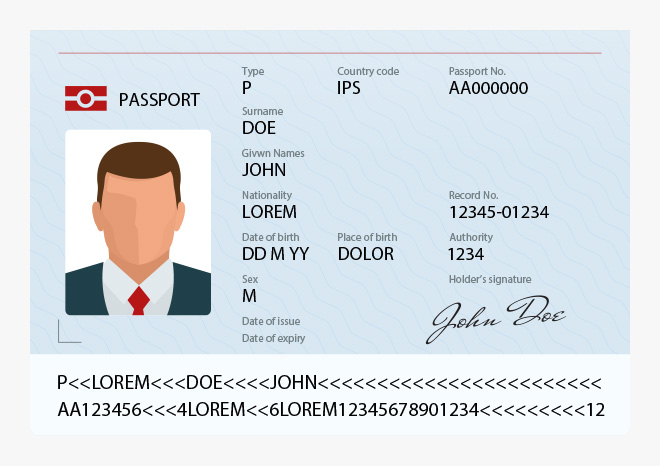 PASSPORT
Type Country code Passport No.
P IPS AA000000
Surname
DOE
Givwn Names
JOHN
Nationality Record No.
LOREM 12345-01234
Date of birth Place of birth Authority
DD M YY DOLOR 1234
Sex Holder's signature
M
John Doe
Date of issue
Date of expiry
P<<LOREM<<<DOE<<<<JOHN<<<<<<<<<<<<<<<<<<<<<<<<
AA123456<<<4LOREM<<6LOREM12345678901234<<<<<<<<<12